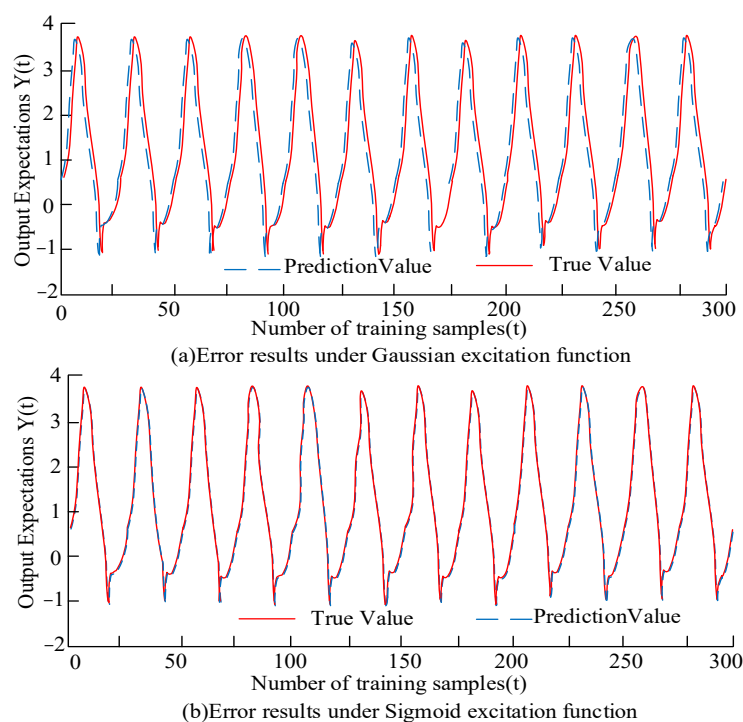 4
3
2
1
0
−1
−2
Output Expectations Y(t)
PredictionValue
True Value
0 50 100 150 200 250 300
Number of training samples(t)
(a)Error results under Gaussian excitation function
4
3
2
1
0
−1
−2
Output Expectations Y(t)
True Value
PredictionValue
0 50 100 150 200 250 300
Number of training samples(t)
(b)Error results under Sigmoid excitation function